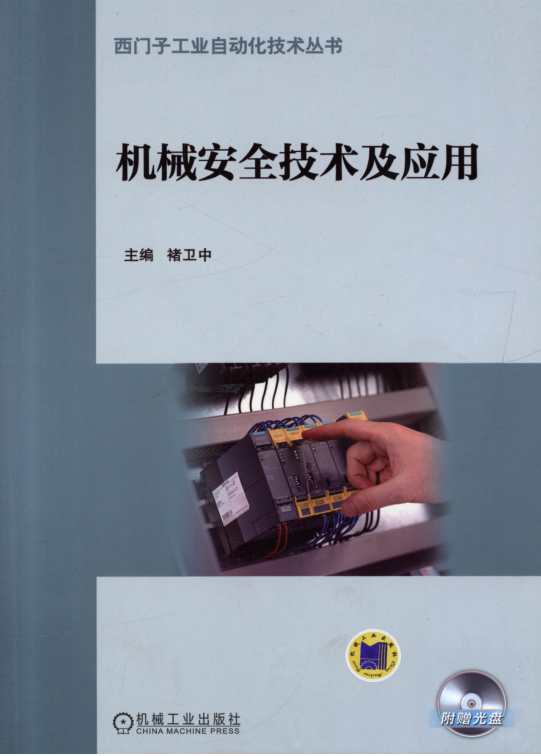 西门子工业自动化技术丛书
机械安全技术及应用
主编 褚卫中
机械工业出版社
CHINA MACHINE PRESS
附赠光盘